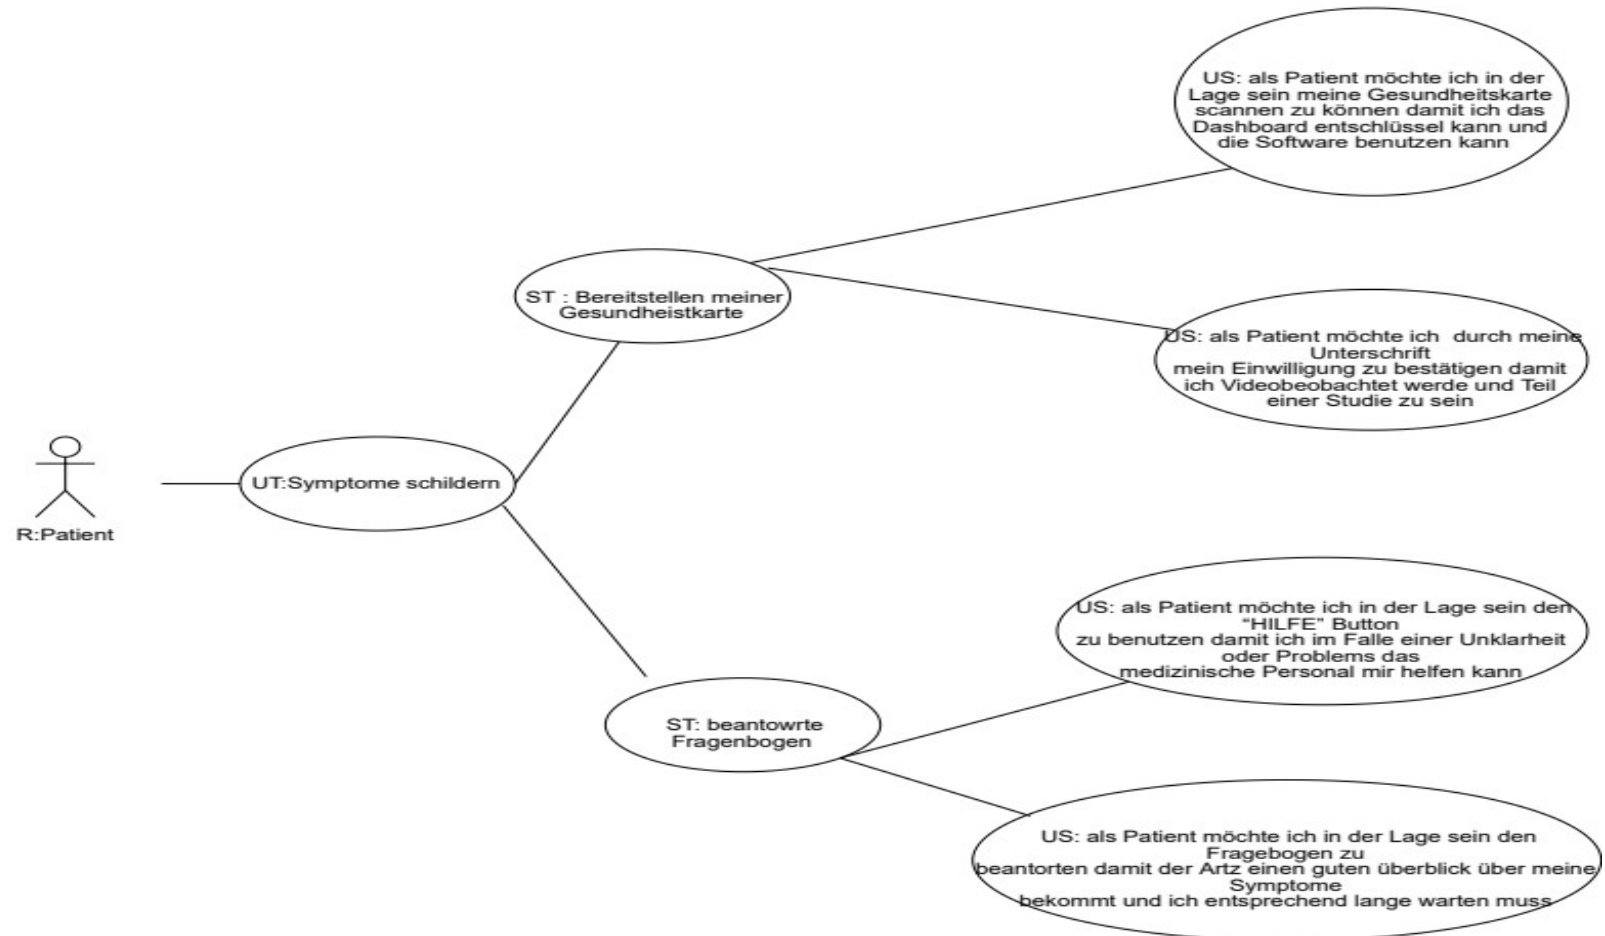 US: als Patient möchte ich in der
Lage sein meine Gesundheitskarte
scannen zu können damit ich das
Dashboard entschlüssel kann und
die Software benutzen kann
ST : Bereitstellen meiner
Gesundheistkarte
US: als Patient möchte ich durch meine
Unterschrift
mein Einwilligung zu bestätigen damit
ich Videobeobachtet werde und Teil
einer Studie zu sein
UT:Symptome schildern
R:Patient
US: als Patient möchte ich in der Lage sein den
“HILFE” Button
zu benutzen damit ich im Falle einer Unklarheit
oder Problems das
medizinische Personal mir helfen kann
ST: beantowrte
Fragenbogen
US: als Patient möchte ich in der Lage sein den
Fragebogen zu
beantorten damit der Artz einen guten überblick über meine
Symptome
bekommt und ich entsprechend lange warten muss